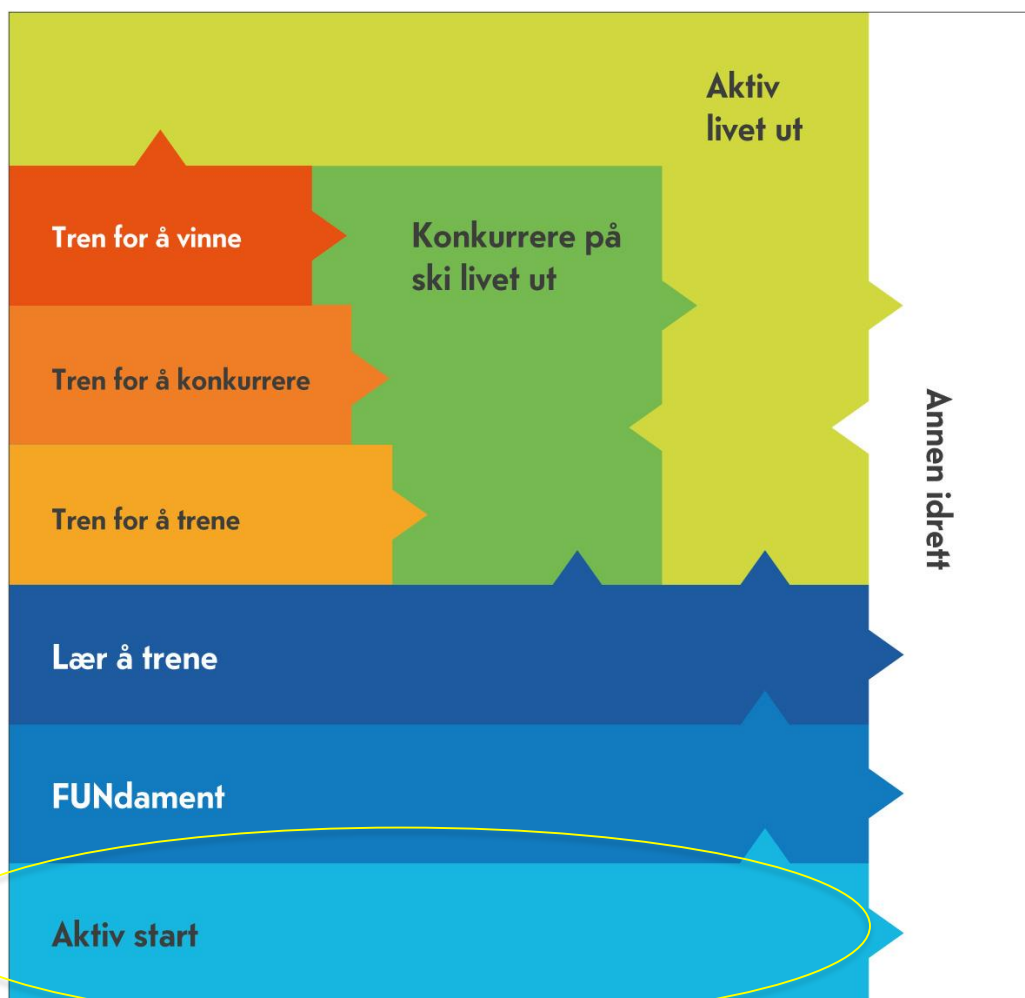 Aktiv
livet ut
Tren for å vinne
Konkurrere på
ski livet ut
Tren for å konkurrere
Annen idrett
Tren for å trene
Lær å trene
FUNdament
Aktiv start